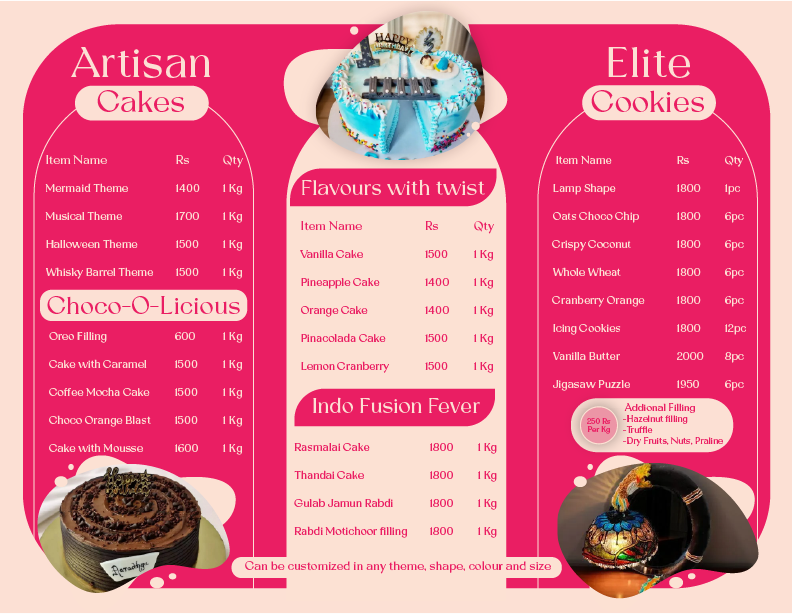 Artisan
Cakes
Item Name Rs Qty
Mermaid Theme 1400 1 Kg
Musical Theme 1700 1 Kg
Halloween Theme 1500 1 Kg
Whisky Barrel Theme 1500 1 Kg
Choco-O-Licious
Oreo Filling 600 1 Kg
Cake with Caramel 1500 1 Kg
Coffee Mocha Cake 1500 1 Kg
Choco Orange Blast 1500 1 Kg
Cake with Mousse 1600 1 Kg
HAPPY
BIRTHDAY
Flavours with twist
Item Name Rs Qty
Vanilla Cake 1500 1 Kg
Pineapple Cake 1400 1 Kg
Orange Cake 1400 1 Kg
Pinacolada Cake 1500 1 Kg
Lemon Cranberry 1500 1 Kg
Indo Fusion Fever
Rasmalai Cake 1800 1 Kg
Thandai Cake 1800 1 Kg
Gulab Jamun Rabdi 1800 1 Kg
Rabdi Motichoor filling 1800 1 Kg
Elite
Cookies
Item Name Rs Qty
Lamp Shape 1800 1pc
Oats Choco Chip 1800 6pc
Crispy Coconut 1800 6pc
Whole Wheat 1800 6pc
Cranberry Orange 1800 6pc
Icing Cookies 1800 12pc
Vanilla Butter 2000 8pc
Jigasaw Puzzle 1950 6pc
250 Rs
Per Kg
Addional Filling
-Hazelnut filling
-Truffle
-Dry Fruits, Nuts, Praline
Can be customized in any theme, shape, colour and size